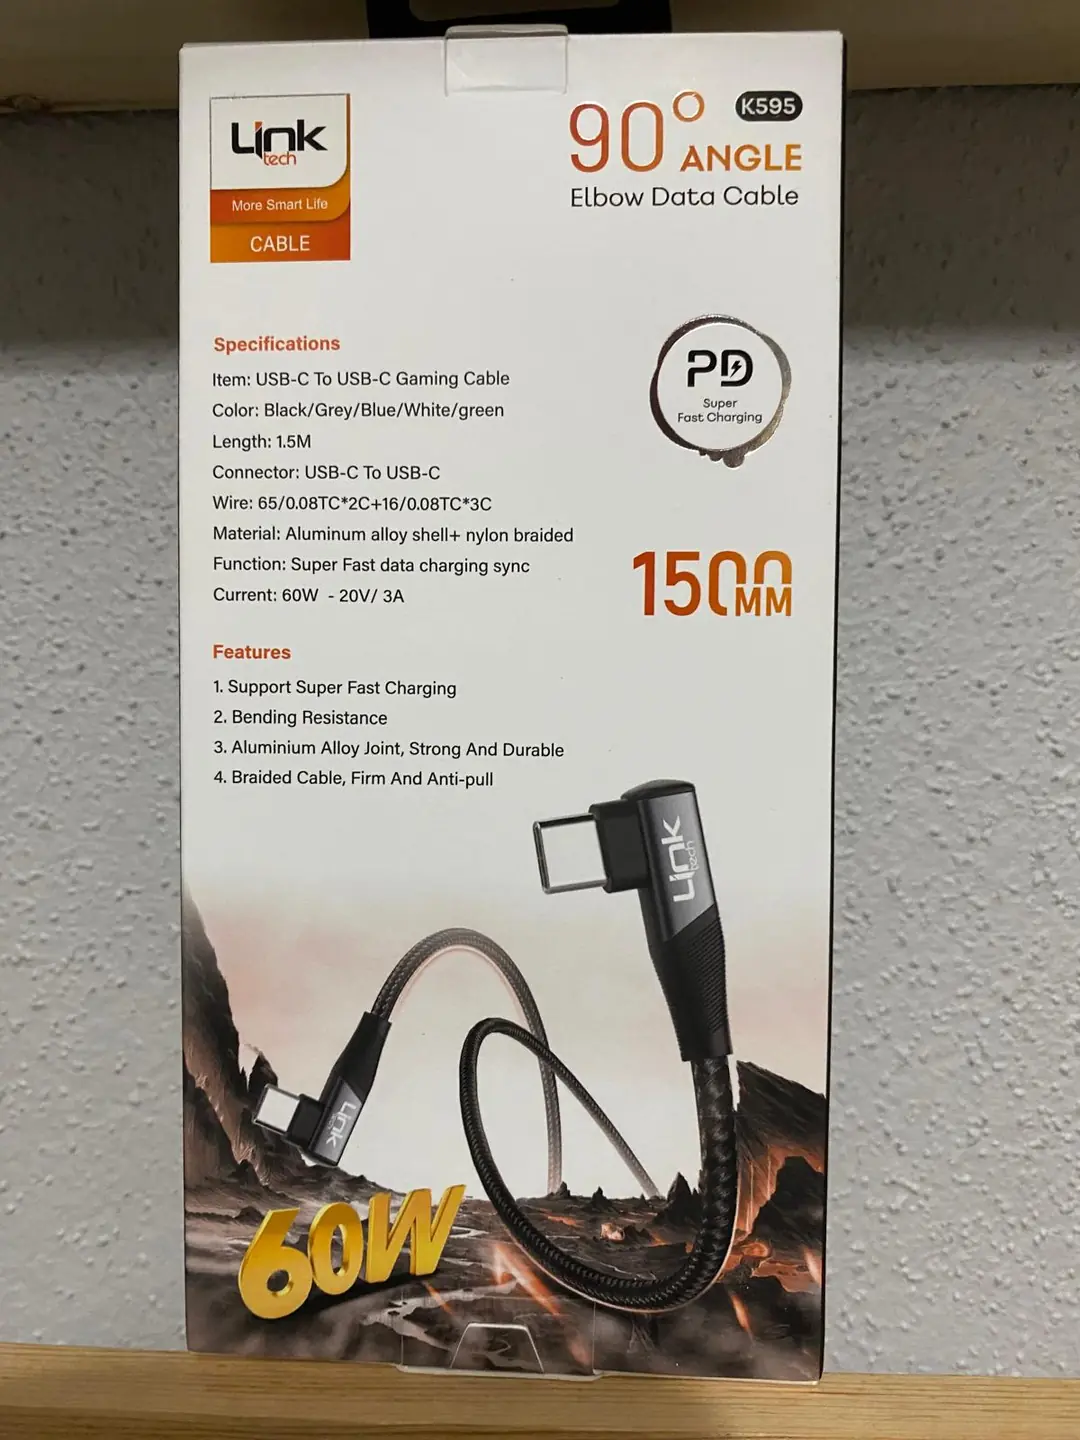 Link
tech
More Smart Life
CABLE
90°
K595
ANGLE
Elbow Data Cable
Specifications
Item: USB-C To USB-C Gaming Cable
Color: Black/Grey/Blue/White/green
Length: 1.5M
Connector: USB-C To USB-C
Wire: 65/0.08TC*2C+16/0.08TC*3C
Material: Aluminum alloy shell+ nylon braided
Function: Super Fast data charging sync
Current: 60W - 20V/ 3A
PD
Super
Fast Charging
1500
MM
Features
1. Support Super Fast Charging
2. Bending Resistance
3. Aluminium Alloy Joint, Strong And Durable
4. Braided Cable, Firm And Anti-pull
Link
tech
Link
60W